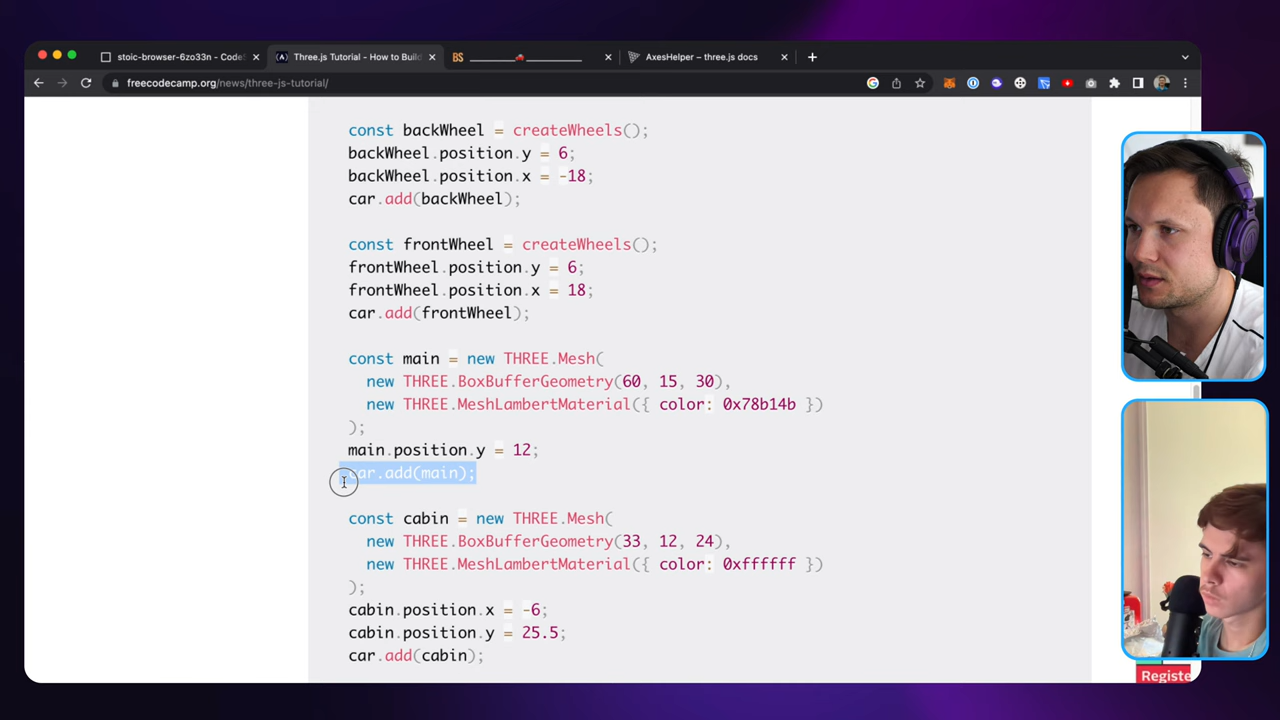 stoic-browser-6zo33n - CodeS
Three.js Tutorial - How to Build
BS
AxesHelper – three.js docs
freecodecamp.org/news/three-js-tutorial/
const backWheel = createWheels();
backWheel.position.y = 6;
backWheel.position.x = -18;
car.add(backWheel);
const frontWheel = createWheels();
frontWheel.position.y = 6;
frontWheel.position.x = 18;
car.add(frontWheel);
const main = new THREE.Mesh(
new THREE.BoxBufferGeometry(60, 15, 30),
new THREE.MeshLambertMaterial({ color: 0x78b14b })
);
main.position.y = 12;
car.add(main);
const cabin = new THREE.Mesh(
new THREE.BoxBufferGeometry(33, 12, 24),
new THREE.MeshLambertMaterial({ color: 0xffffff })
);
cabin.position.x = -6;
cabin.position.y = 25.5;
car.add(cabin);
Registe